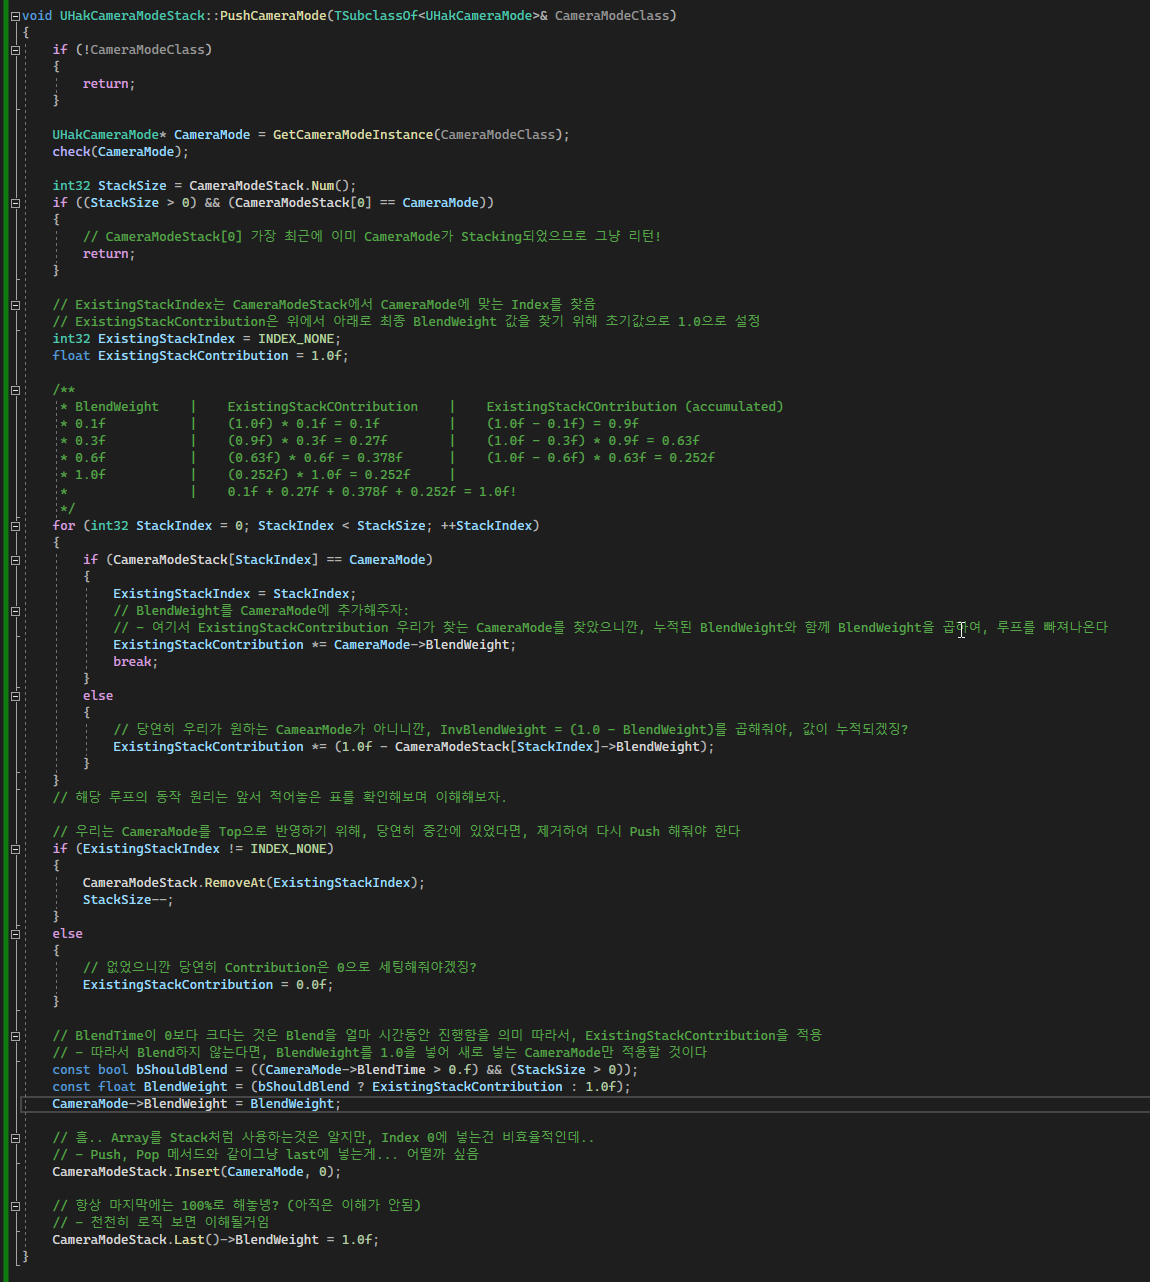 void UHakCameraModeStack::PushCameraMode(TSubclassOf<UHakCameraMode>& CameraModeClass)
{
if (!CameraModeClass)
{
return;
}
UHakCameraMode* CameraMode = GetCameraModeInstance(CameraModeClass);
check(CameraMode);
int32 StackSize = CameraModeStack.Num();
if ((StackSize > 0) && (CameraModeStack[0] == CameraMode))
{
// CameraModeStack[0] 가장 최근에 이미 CameraMode가 Stacking되었으므로 그냥 리턴!
return;
}
// ExistingStackIndex는 CameraModeStack에서 CameraMode에 맞는 Index를 찾음
// ExistingStackContribution은 위에서 아래로 최종 BlendWeight 값을 찾기 위해 초기값으로 1.0으로 설정
int32 ExistingStackIndex = INDEX_NONE;
float ExistingStackContribution = 1.0f;
/**
* BlendWeight | ExistingStackCOntribution | ExistingStackCOntribution (accumulated)
* 0.1f | (1.0f) * 0.1f = 0.1f | (1.0f - 0.1f) = 0.9f
* 0.3f | (0.9f) * 0.3f = 0.27f | (1.0f - 0.3f) * 0.9f = 0.63f
* 0.6f | (0.63f) * 0.6f = 0.378f | (1.0f - 0.6f) * 0.63f = 0.252f
* 1.0f | (0.252f) * 1.0f = 0.252f |
* | 0.1f + 0.27f + 0.378f + 0.252f = 1.0f!
*/
for (int32 StackIndex = 0; StackIndex < StackSize; ++StackIndex)
{
if (CameraModeStack[StackIndex] == CameraMode)
{
ExistingStackIndex = StackIndex;
// BlendWeight를 CameraMode에 추가해주자:
// - 여기서 ExistingStackContribution 우리가 찾는 CameraMode를 찾았으니깐, 누적된 BlendWeight와 함께 BlendWeight을 곱하여, 루프를 빠져나온다
ExistingStackContribution *= CameraMode->BlendWeight;
break;
}
else
{
// 당연히 우리가 원하는 CamearMode가 아니니깐, InvBlendWeight = (1.0 - BlendWeight)를 곱해줘야, 값이 누적되겠징?
ExistingStackContribution *= (1.0f - CameraModeStack[StackIndex]->BlendWeight);
}
}
// 해당 루프의 동작 원리는 앞서 적어놓은 표를 확인해보며 이해해보자.
// 우리는 CameraMode를 Top으로 반영하기 위해, 당연히 중간에 있었다면, 제거하여 다시 Push 해줘야 한다
if (ExistingStackIndex != INDEX_NONE)
{
CameraModeStack.RemoveAt(ExistingStackIndex);
StackSize--;
}
else
{
// 없었으니깐 당연히 Contribution은 0으로 세팅해줘야겠징?
ExistingStackContribution = 0.0f;
}
// BlendTime이 0보다 크다는 것은 Blend을 얼마 시간동안 진행함을 의미 따라서, ExistingStackContribution을 적용
// - 따라서 Blend하지 않는다면, BlendWeight를 1.0을 넣어 새로 넣는 CameraMode만 적용할 것이다
const bool bShouldBlend = ((CameraMode->BlendTime > 0.f) && (StackSize > 0));
const float BlendWeight = (bShouldBlend ? ExistingStackContribution : 1.0f);
CameraMode->BlendWeight = BlendWeight;
// 흠.. Array를 Stack처럼 사용하는것은 알지만, Index 0에 넣는건 비효율적인데..
// - Push, Pop 메서드와 같이그냥 last에 넣는게... 어떨까 싶음
CameraModeStack.Insert(CameraMode, 0);
// 항상 마지막에는 100%로 해놓넹? (아직은 이해가 안됨)
// - 천천히 로직 보면 이해될거임
CameraModeStack.Last()->BlendWeight = 1.0f;
}